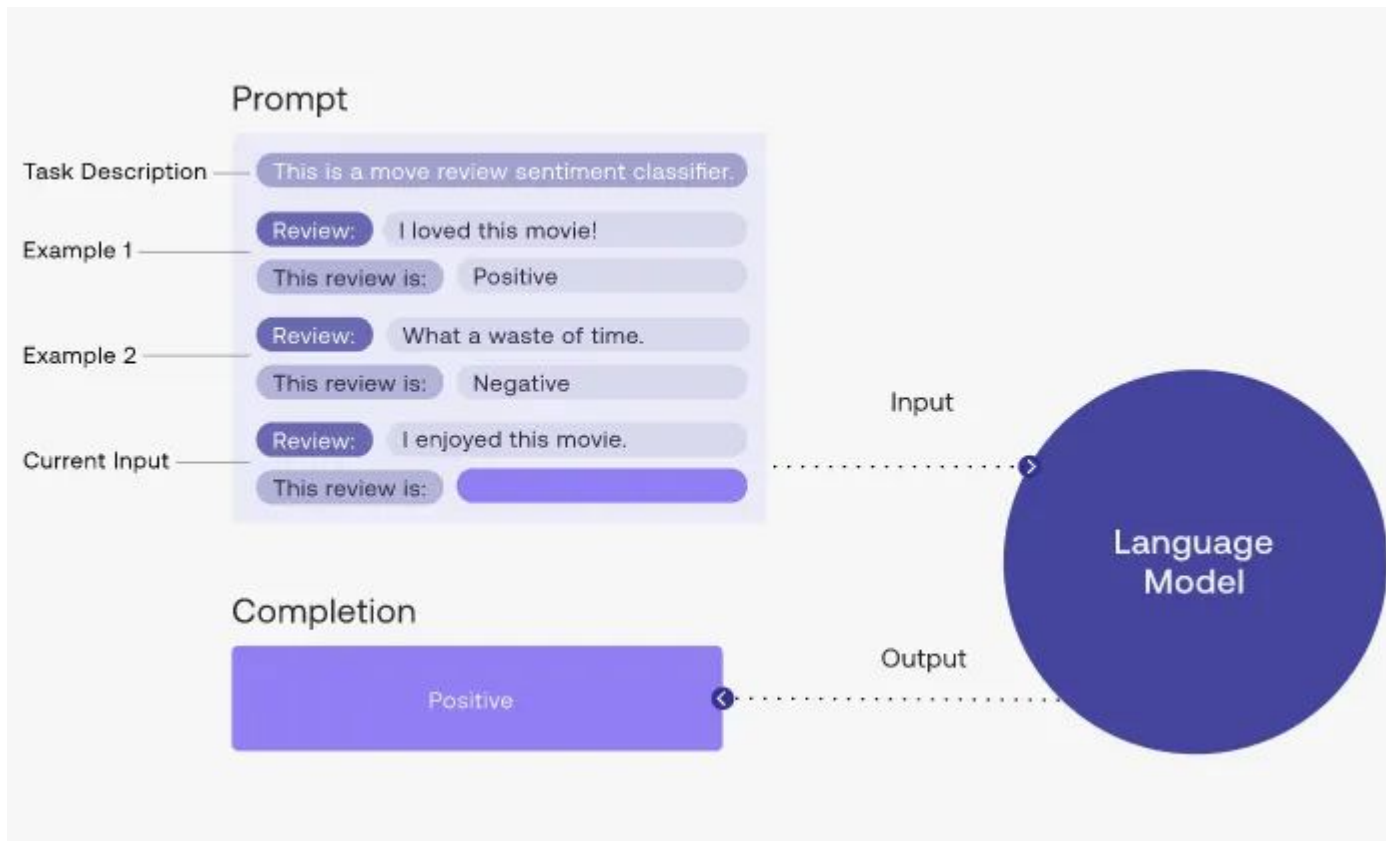 Prompt
Task Description
This is a move review sentiment classifier.
Example 1
Review: I loved this movie!
This review is: Positive
Example 2
Review: What a waste of time.
This review is: Negative
Current Input
Review: I enjoyed this movie.
This review is:
Input
Language
Model
Completion
Positive
Output